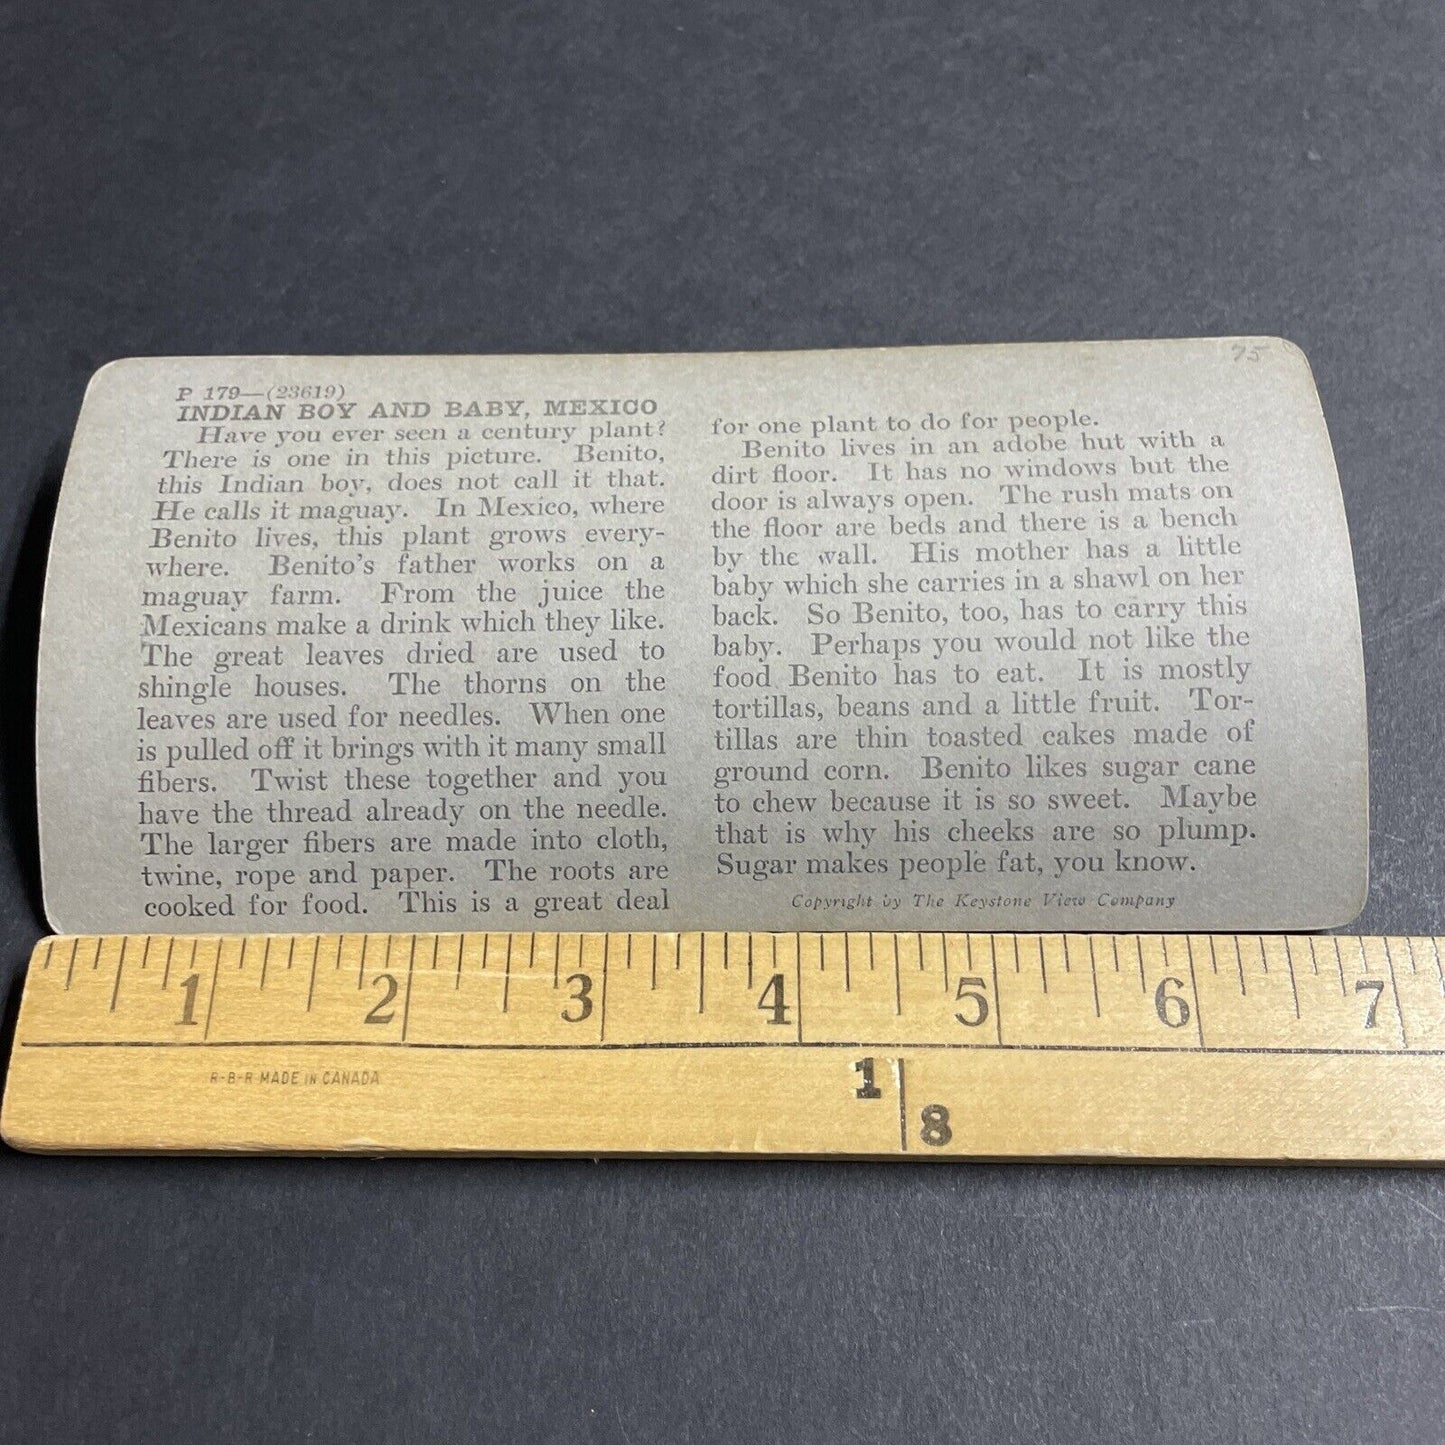 75
P 179—(23619)
INDIAN BOY AND BABY, MEXICO
Have you ever seen a century plant?
There is one in this picture. Benito,
this Indian boy, does not call it that.
He calls it maguay. In Mexico, where
Benito lives, this plant grows every-
where. Benito's father works on a
maguay farm. From the juice the
Mexicans make a drink which they like.
The great leaves dried are used to
shingle houses. The thorns on the
leaves are used for needles. When one
is pulled off it brings with it many small
fibers. Twist these together and you
have the thread already on the needle.
The larger fibers are made into cloth,
twine, rope and paper. The roots are
cooked for food. This is a great deal
for one plant to do for people.
Benito lives in an adobe hut with a
dirt floor. It has no windows but the
door is always open. The rush mats on
the floor are beds and there is a bench
by the wall. His mother has a little
baby which she carries in a shawl on her
back. So Benito, too, has to carry this
baby. Perhaps you would not like the
food Benito has to eat. It is mostly
tortillas, beans and a little fruit. Tor-
tillas are thin toasted cakes made of
ground corn. Benito likes sugar cane
to chew because it is so sweet. Maybe
that is why his cheeks are so plump.
Sugar makes people fat, you know.
Copyright by The Keystone View Company
1 2 3 4 5 6 7
R-B-R MADE IN CANADA
1
8